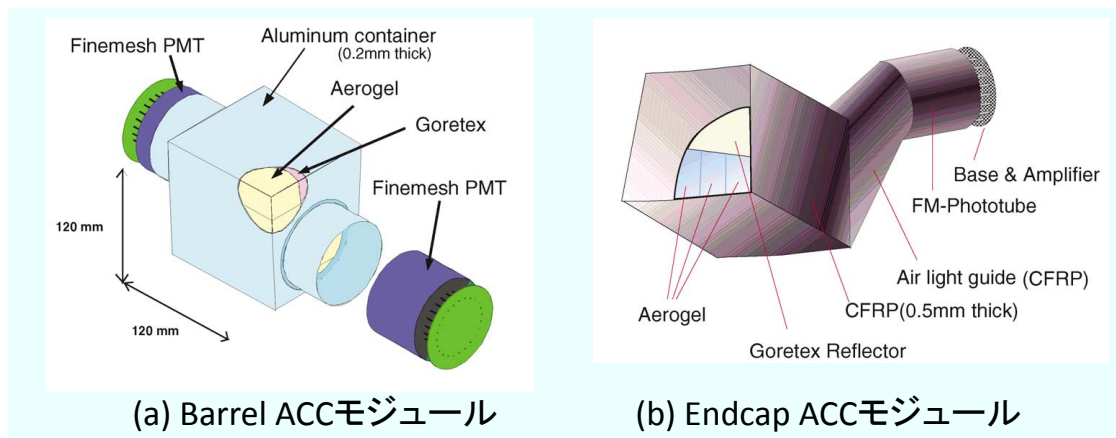 Finemesh PMT
Aluminum container
(0.2mm thick)
Aerogel
Goretex
Finemesh PMT
120 mm
120 mm
(a) Barrel ACCモジュール
Base & Amplifier
FM-Phototube
Air light guide (CFRP)
Aerogel
CFRP(0.5mm thick)
Goretex Reflector
(b) Endcap ACCモジュール